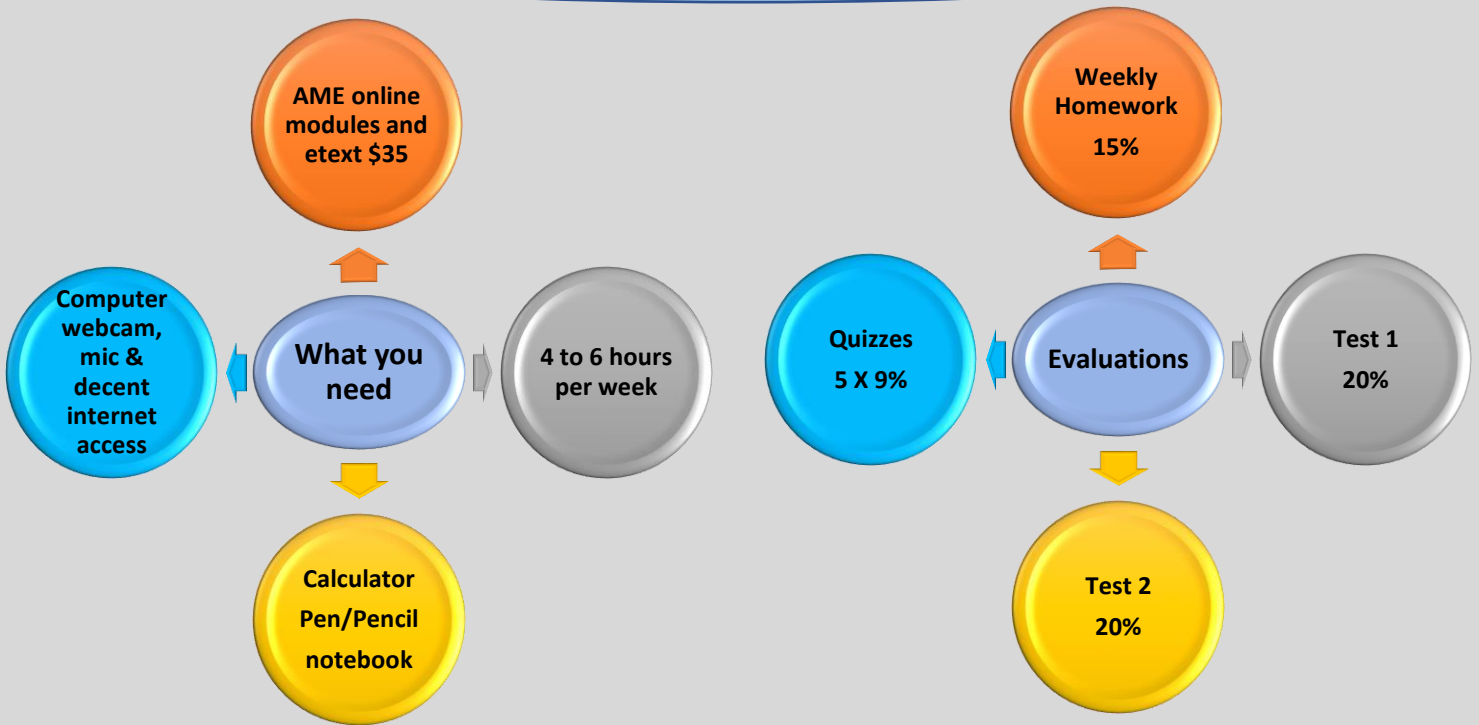 AME online
modules and
etext $35
Computer
webcam,
mic &
decent
internet
access
What you
need
4 to 6 hours
per week
Calculator
Pen/Pencil
notebook
Weekly
Homework
15%
Quizzes
5 X 9%
Evaluations
Test 1
20%
Test 2
20%